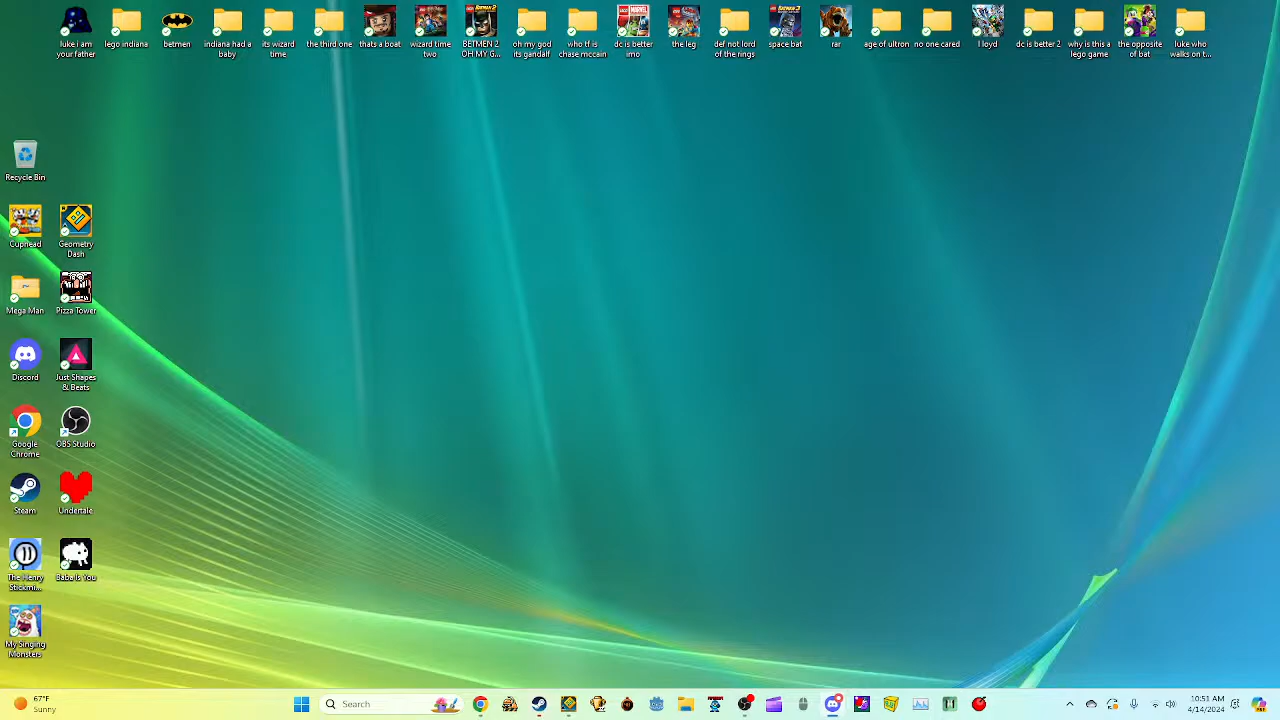 luke i am
your father
lego indiana
betmen
indiana had a
baby
its wizard
time
the third one
thats a boat
wizard time
two
BETMEN 2
OH MY G...
oh my god
its gandalf
who tf is
chase mccain
dc is better
imo
the leg
def not lord
of the rings
space bat
rar
age of ultron
no one cared
l loyd
dc is better 2
why is this a
lego game
the opposite
of bat
luke who
walks on t...
Recycle Bin
Cuphead
Geometry
Dash
Mega Man
Pizza Tower
Discord
Just Shapes
& Beats
Google
Chrome
OBS Studio
Steam
Undertale
The Henry
Stickmi...
Baba Is You
My Singing
Monsters
67°F
Sunny
Search
10:51 AM
4/14/2024